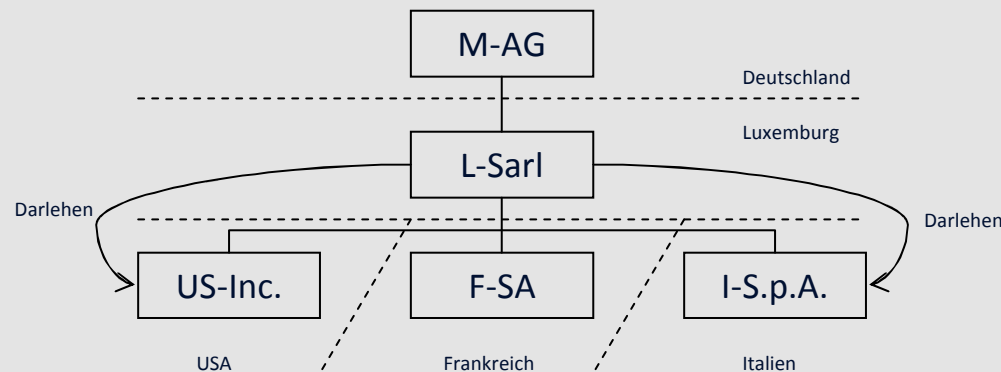 M-AG
Deutschland
Luxemburg
L-Sarl
Darlehen
Darlehen
US-Inc.
F-SA
I-S.p.A.
USA
Frankreich
Italien